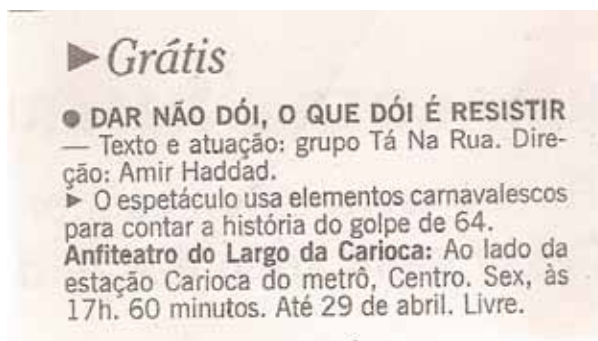 ► Grátis
● DAR NÃO DÓI, O QUE DÓI É RESISTIR
— Texto e atuação: grupo Tá Na Rua. Dire-
ção: Amir Haddad.
► O espetáculo usa elementos carnavalescos
para contar a história do golpe de 64.
Anfiteatro do Largo da Carioca: Ao lado da
estação Carioca do metrô, Centro. Sex, às
17h. 60 minutos. Até 29 de abril. Livre.